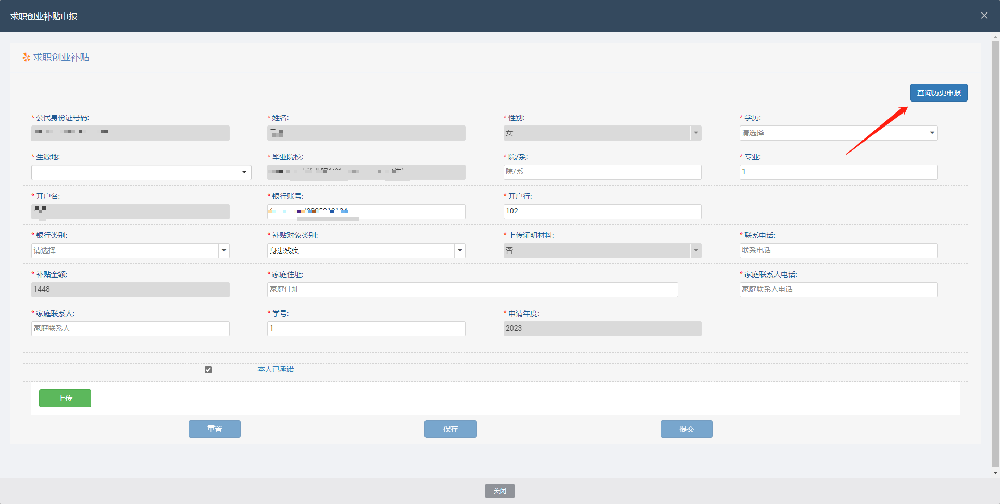 求职创业补贴申报
求职创业补贴
查询历史申报
* 公民身份证号码: * 姓名: * 性别: * 学历:
女 请选择
* 生源地: * 毕业院校: * 院/系: * 专业:
院/系 1
* 开户名: * 银行账号: * 开户行:
102
* 银行类别: * 补贴对象类别: * 上传证明材料: * 联系电话:
请选择 身患残疾 否 联系电话
* 补贴金额: * 家庭住址: * 家庭联系人电话:
1448 家庭住址 家庭联系人电话
* 家庭联系人: * 学号: * 申请年度:
家庭联系人 1 2023
本人已承诺
上传
重置 保存 提交
关闭